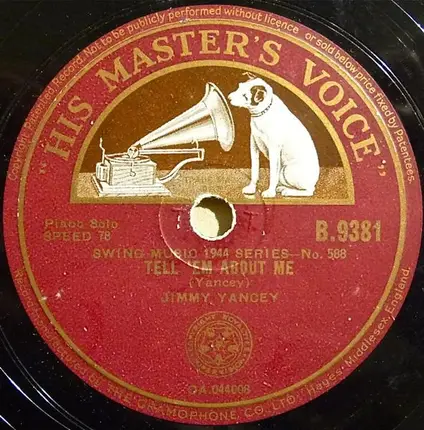 Copyright Recorded Record Not to be publicly performed without licence or sold below price fixed by Patentees.
"HIS MASTER'S VOICE"
Piano Solo
SPEED 78
B.9381
SWING MUSIC 1944 SERIES—No. 588
TELL 'EM ABOUT ME
(Yancey)
JIMMY YANCEY
OA.044008
THE GRAMOPHONE CO. LTD. Hayes-Middlesex, England.